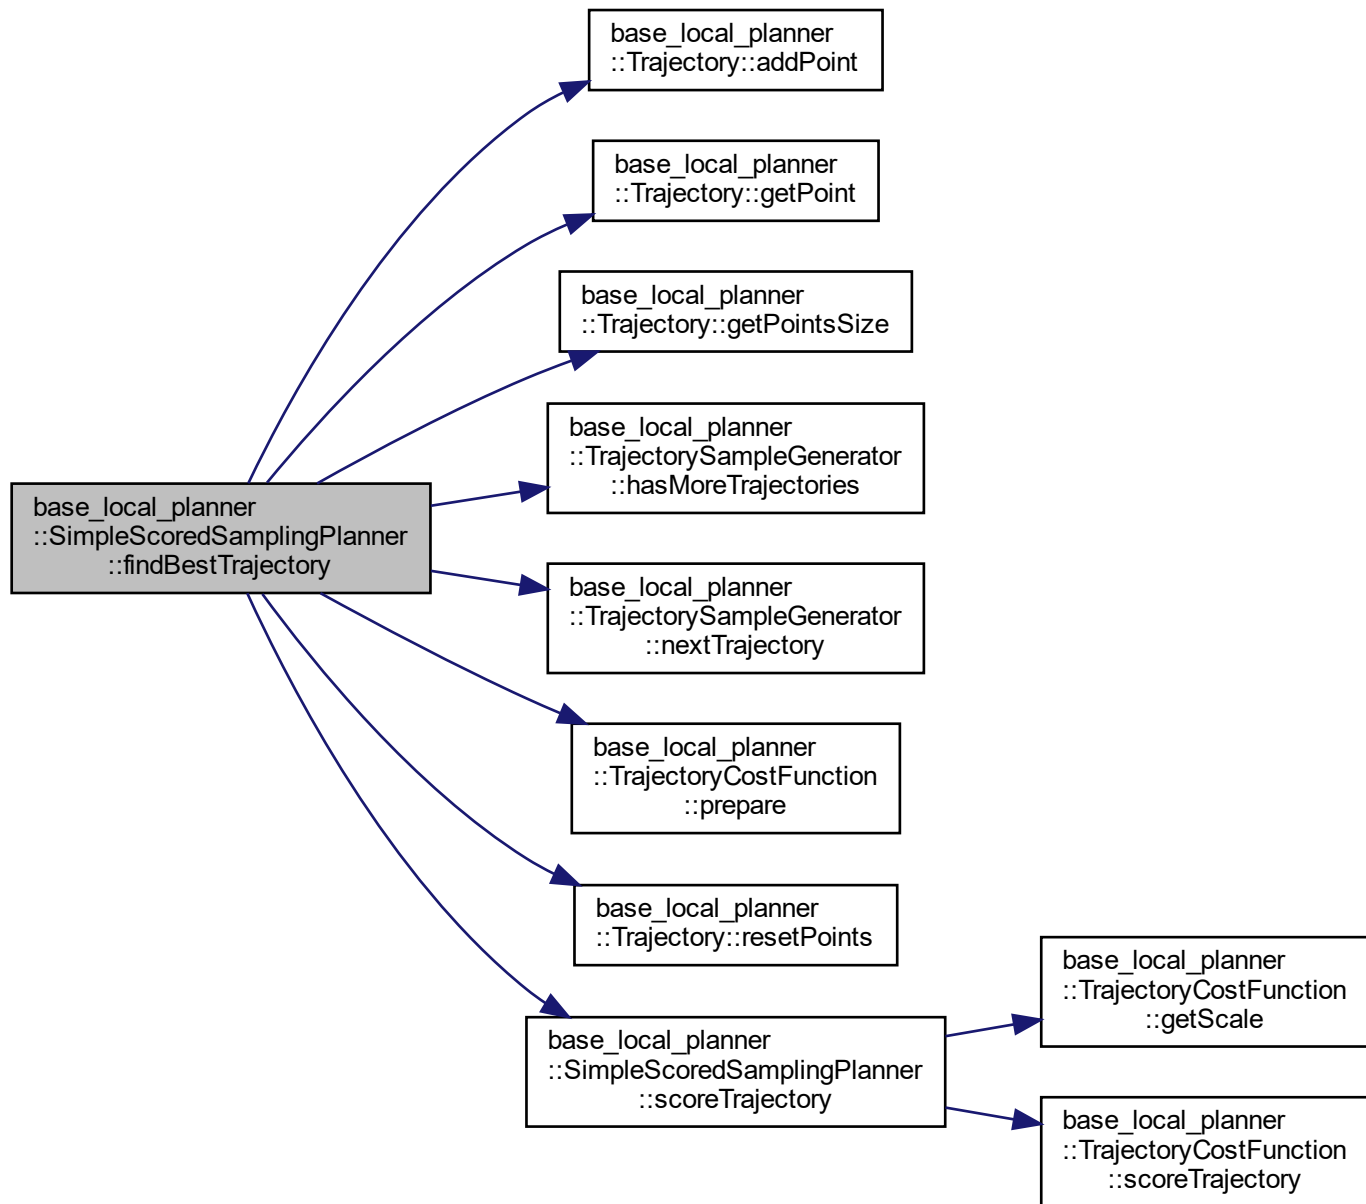 base_local_planner
::Trajectory::addPoint
base_local_planner
::Trajectory::getPoint
base_local_planner
::Trajectory::getPointsSize
base_local_planner
::TrajectorySampleGenerator
::hasMoreTrajectories
base_local_planner
::SimpleScoredSamplingPlanner
::findBestTrajectory
base_local_planner
::TrajectorySampleGenerator
::nextTrajectory
base_local_planner
::TrajectoryCostFunction
::prepare
base_local_planner
::Trajectory::resetPoints
base_local_planner
::SimpleScoredSamplingPlanner
::scoreTrajectory
base_local_planner
::TrajectoryCostFunction
::getScale
base_local_planner
::TrajectoryCostFunction
::scoreTrajectory